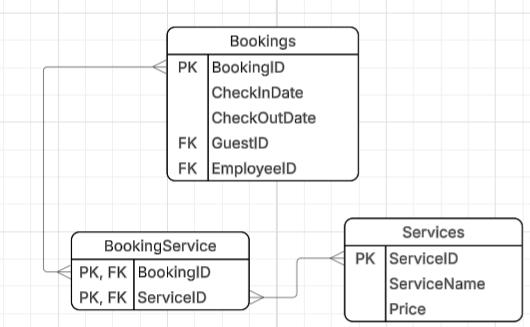 Bookings
PK BookingID
CheckInDate
CheckOutDate
FK GuestID
FK EmployeeID
BookingService
PK, FK BookingID
PK, FK ServiceID
Services
PK ServiceID
ServiceName
Price